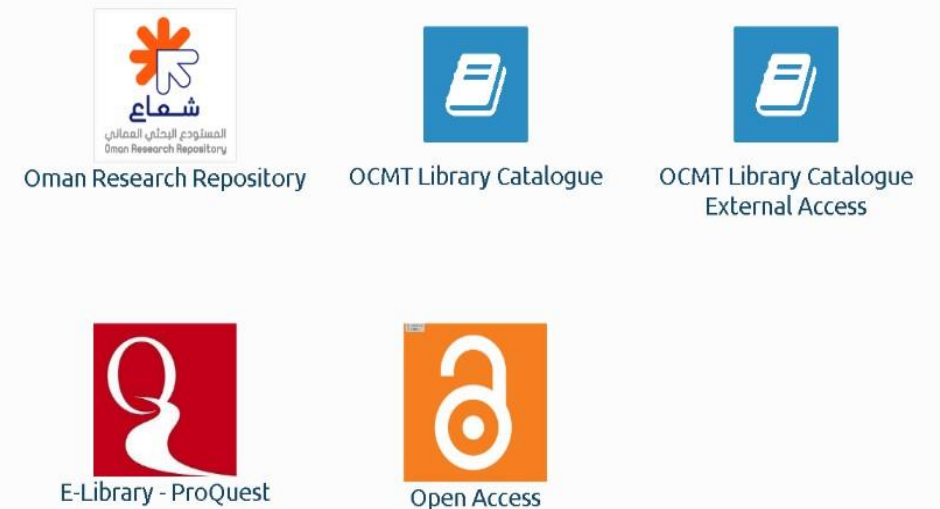 شعاع
المستودع البحثي العماني
Oman Research Repository
Oman Research Repository
OCMT Library Catalogue
OCMT Library Catalogue
External Access
E-Library - ProQuest
Open Access